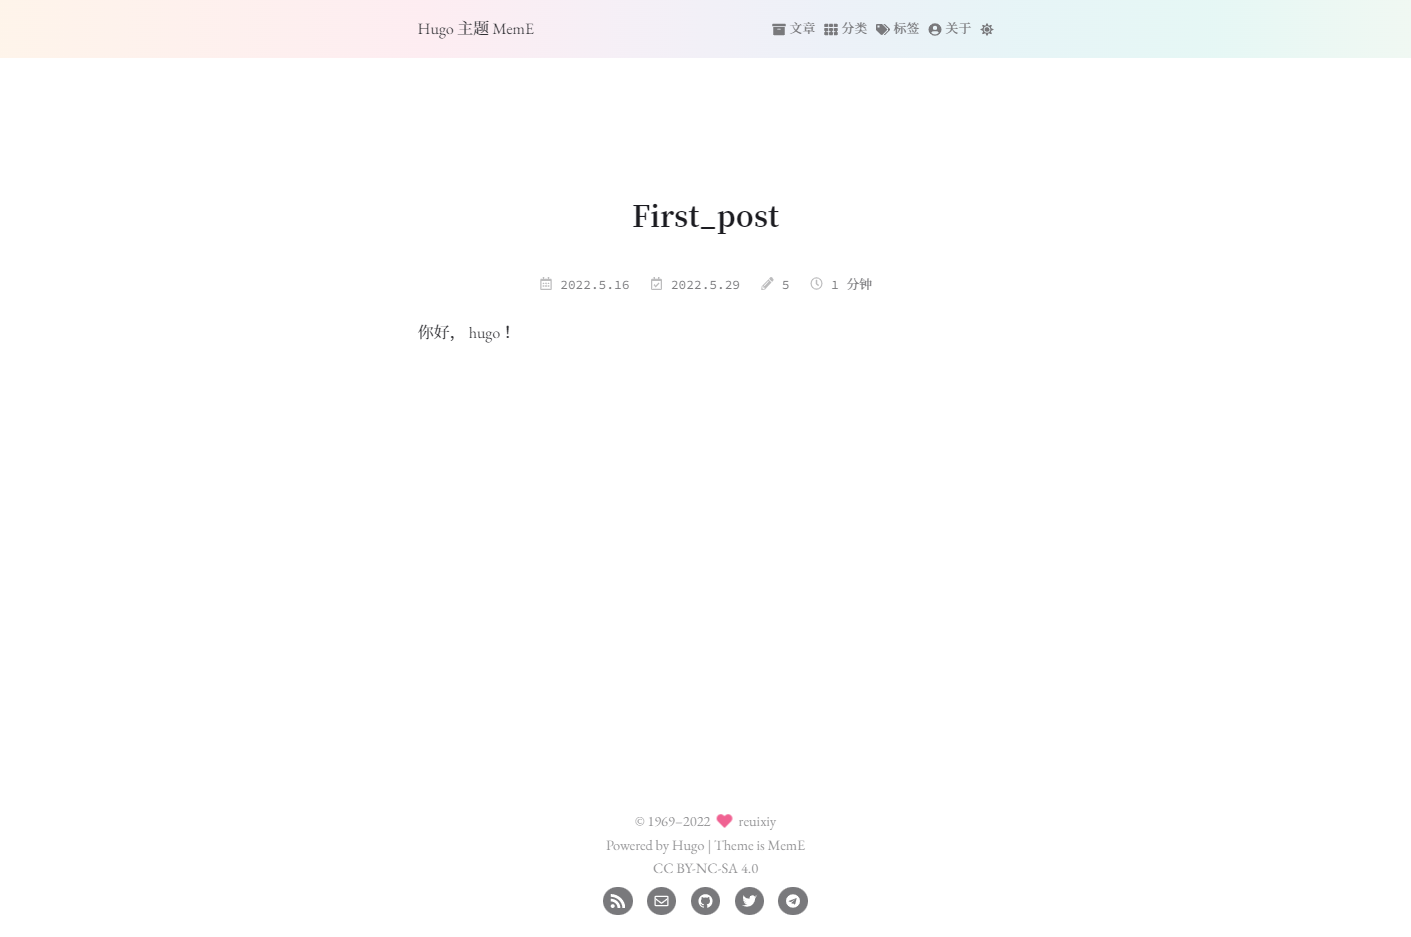 Hugo 主题 MemE
文章 分类 标签 关于
First_post
2022.5.16 2022.5.29 5 1 分钟
你好， hugo！
© 1969–2022 reuixiy
Powered by Hugo | Theme is MemE
CC BY-NC-SA 4.0